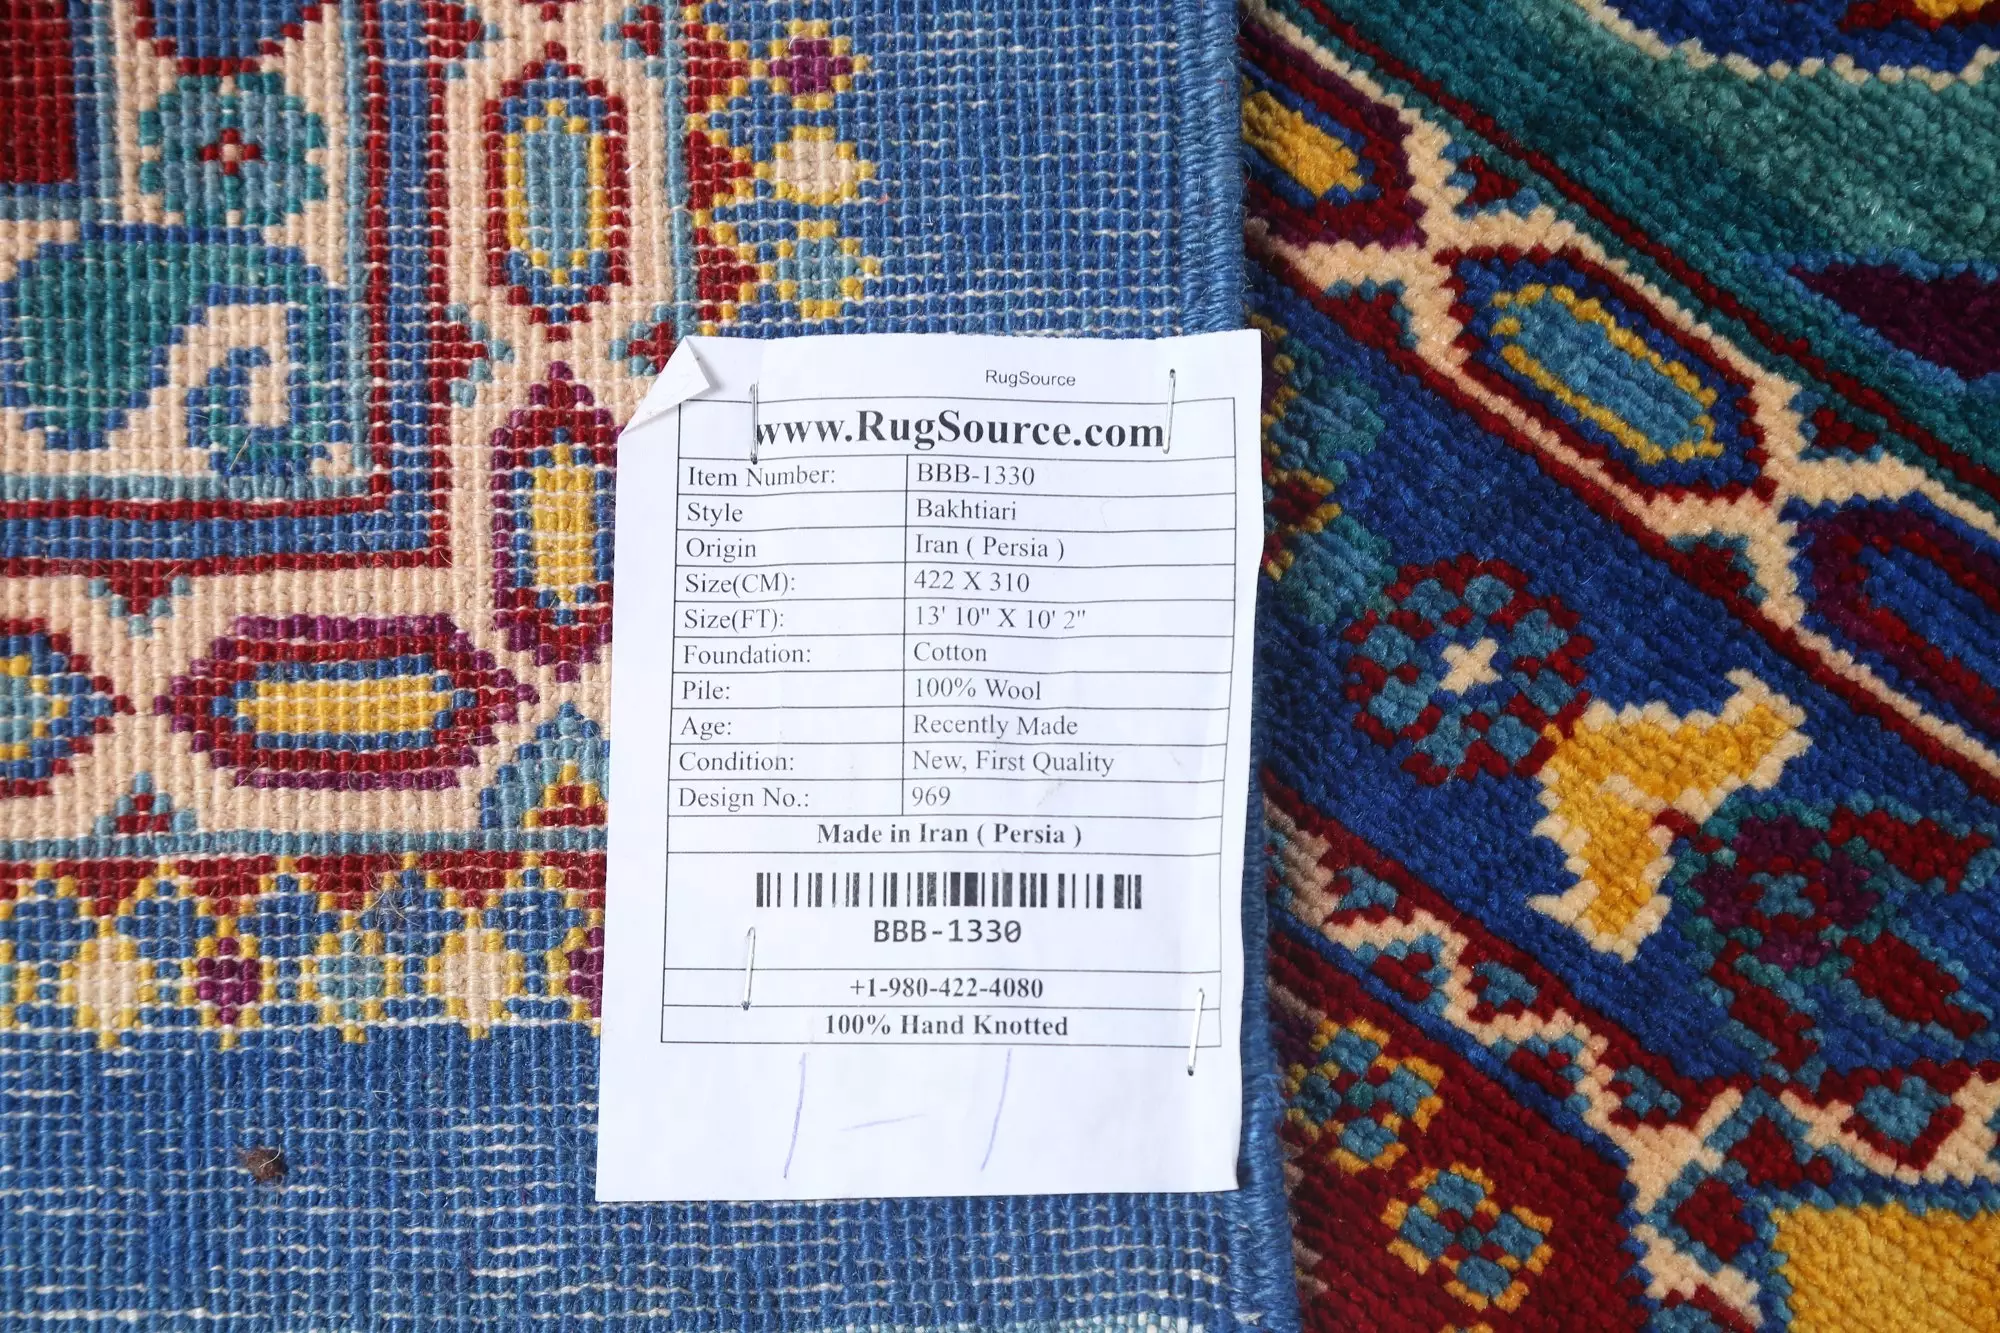 RugSource
www.RugSource.com
Item Number: BBB-1330
Style Bakhtiari
Origin Iran ( Persia )
Size(CM): 422 X 310
Size(FT): 13' 10" X 10' 2"
Foundation: Cotton
Pile: 100% Wool
Age: Recently Made
Condition: New, First Quality
Design No.: 969
Made in Iran ( Persia )
BBB-1330
+1-980-422-4080
100% Hand Knotted
1-1